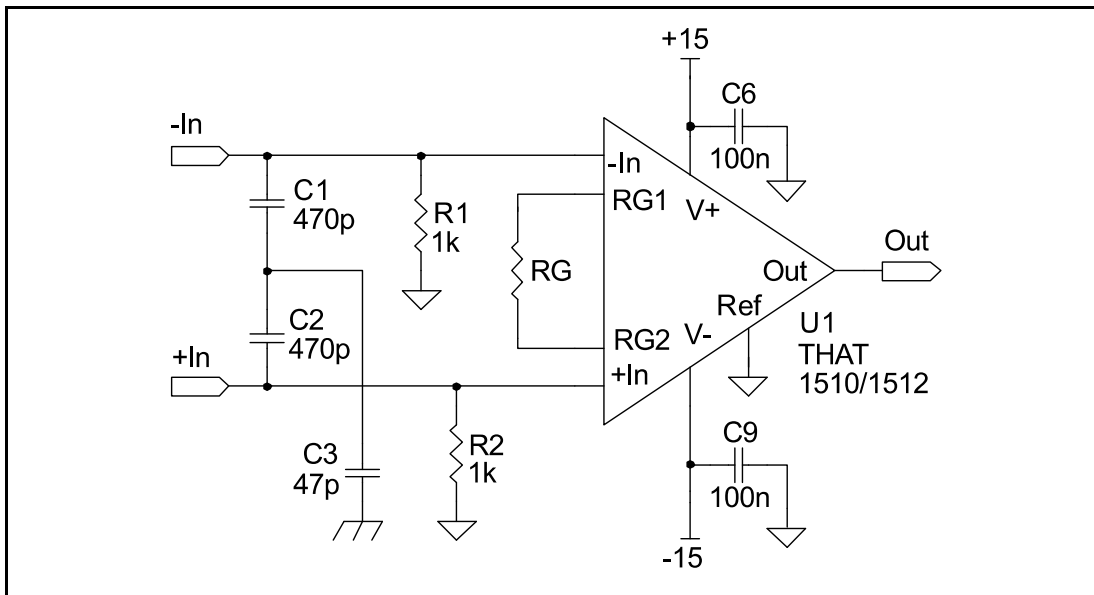 +15
C6
100n
-In
C1
470p
R1
1k
-In
RG1
V+
RG
Out
Out
Ref
C2
470p
RG2
V-
U1
THAT
1510/1512
+In
+In
C3
47p
R2
1k
C9
100n
-15